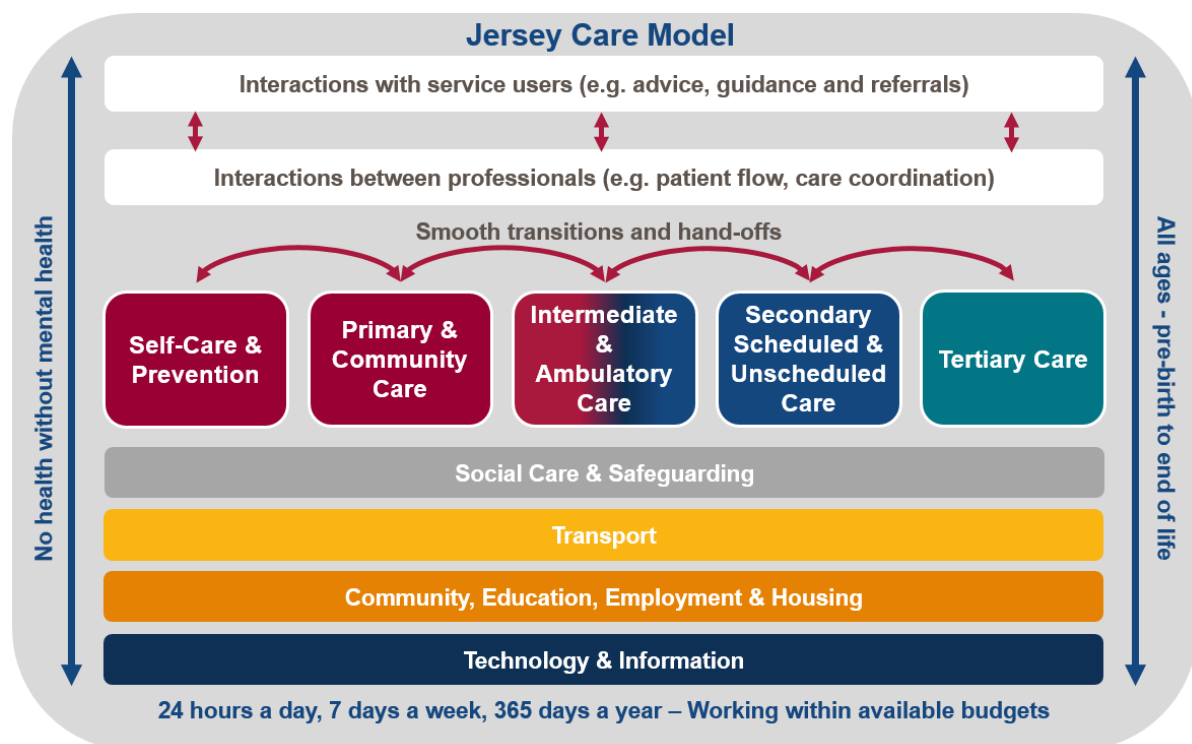 Jersey Care Model
Interactions with service users (e.g. advice, guidance and referrals)
Interactions between professionals (e.g. patient flow, care coordination)
Smooth transitions and hand-offs
Self-Care &
Prevention
Primary &
Community
Care
Intermediate
&
Ambulatory
Care
Secondary
Scheduled &
Unscheduled
Care
Tertiary Care
Social Care & Safeguarding
Transport
Community, Education, Employment & Housing
Technology & Information
24 hours a day, 7 days a week, 365 days a year – Working within available budgets
No health without mental health
All ages - pre-birth to end of life